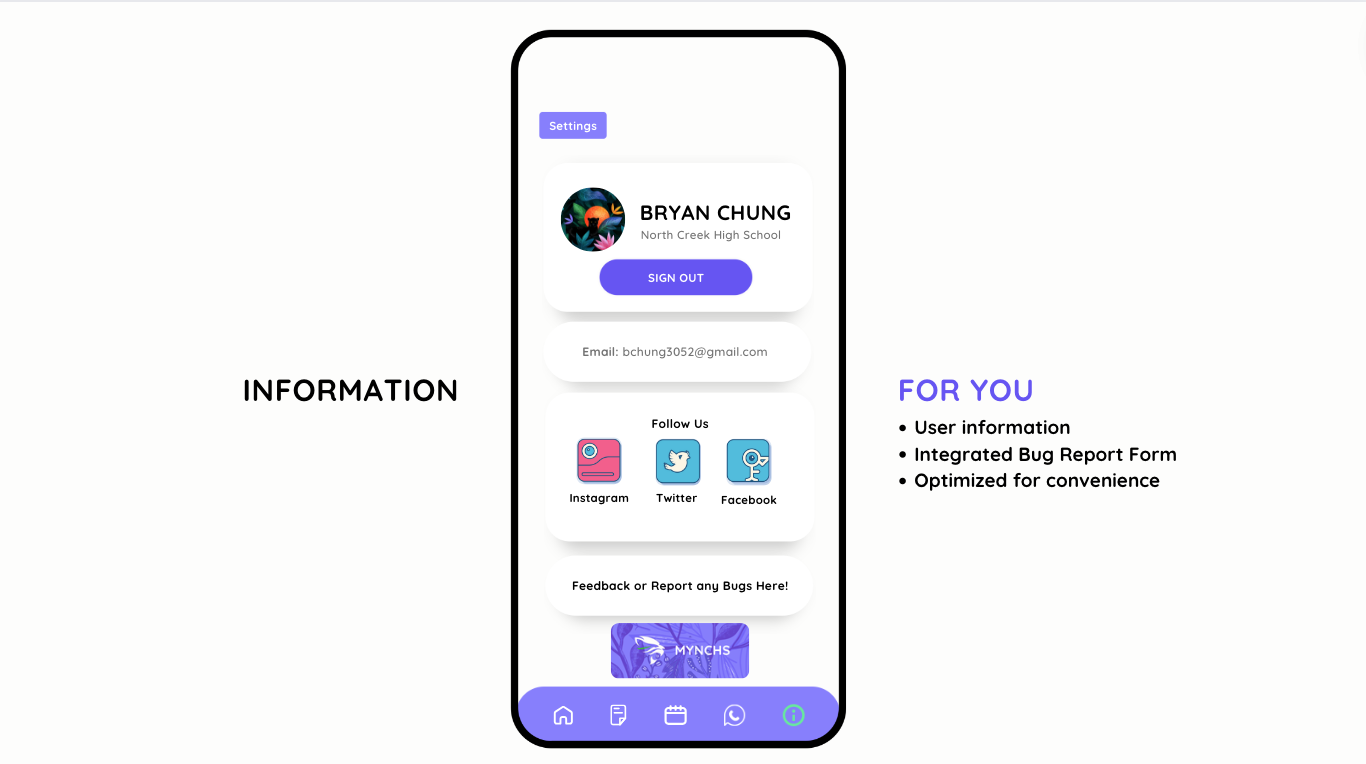 Settings
BRYAN CHUNG
North Creek High School
SIGN OUT
Email: bchung3052@gmail.com
INFORMATION
FOR YOU
• User information
• Integrated Bug Report Form
• Optimized for convenience
Follow Us
Instagram Twitter Facebook
Feedback or Report any Bugs Here!
MYNCHS